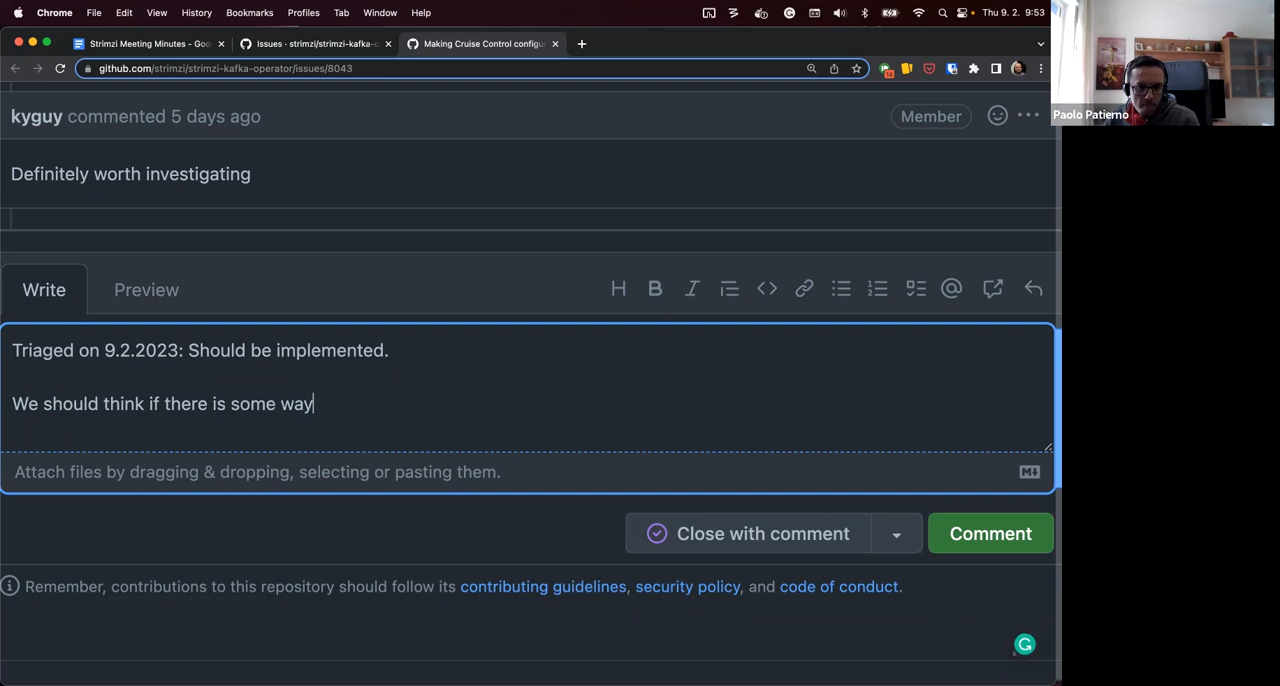 Chrome File Edit View History Bookmarks Profiles Tab Window Help Thu 9. 2. 9:53
Strimzi Meeting Minutes - Goo Issues · strimzi/strimzi-kafka-o Making Cruise Control configu
github.com/strimzi/strimzi-kafka-operator/issues/8043
14
Paolo Patierno
kyguy commented 5 days ago Member
Definitely worth investigating
Write Preview
Triaged on 9.2.2023: Should be implemented.
We should think if there is some way
Attach files by dragging & dropping, selecting or pasting them.
Close with comment Comment
Remember, contributions to this repository should follow its contributing guidelines, security policy, and code of conduct.